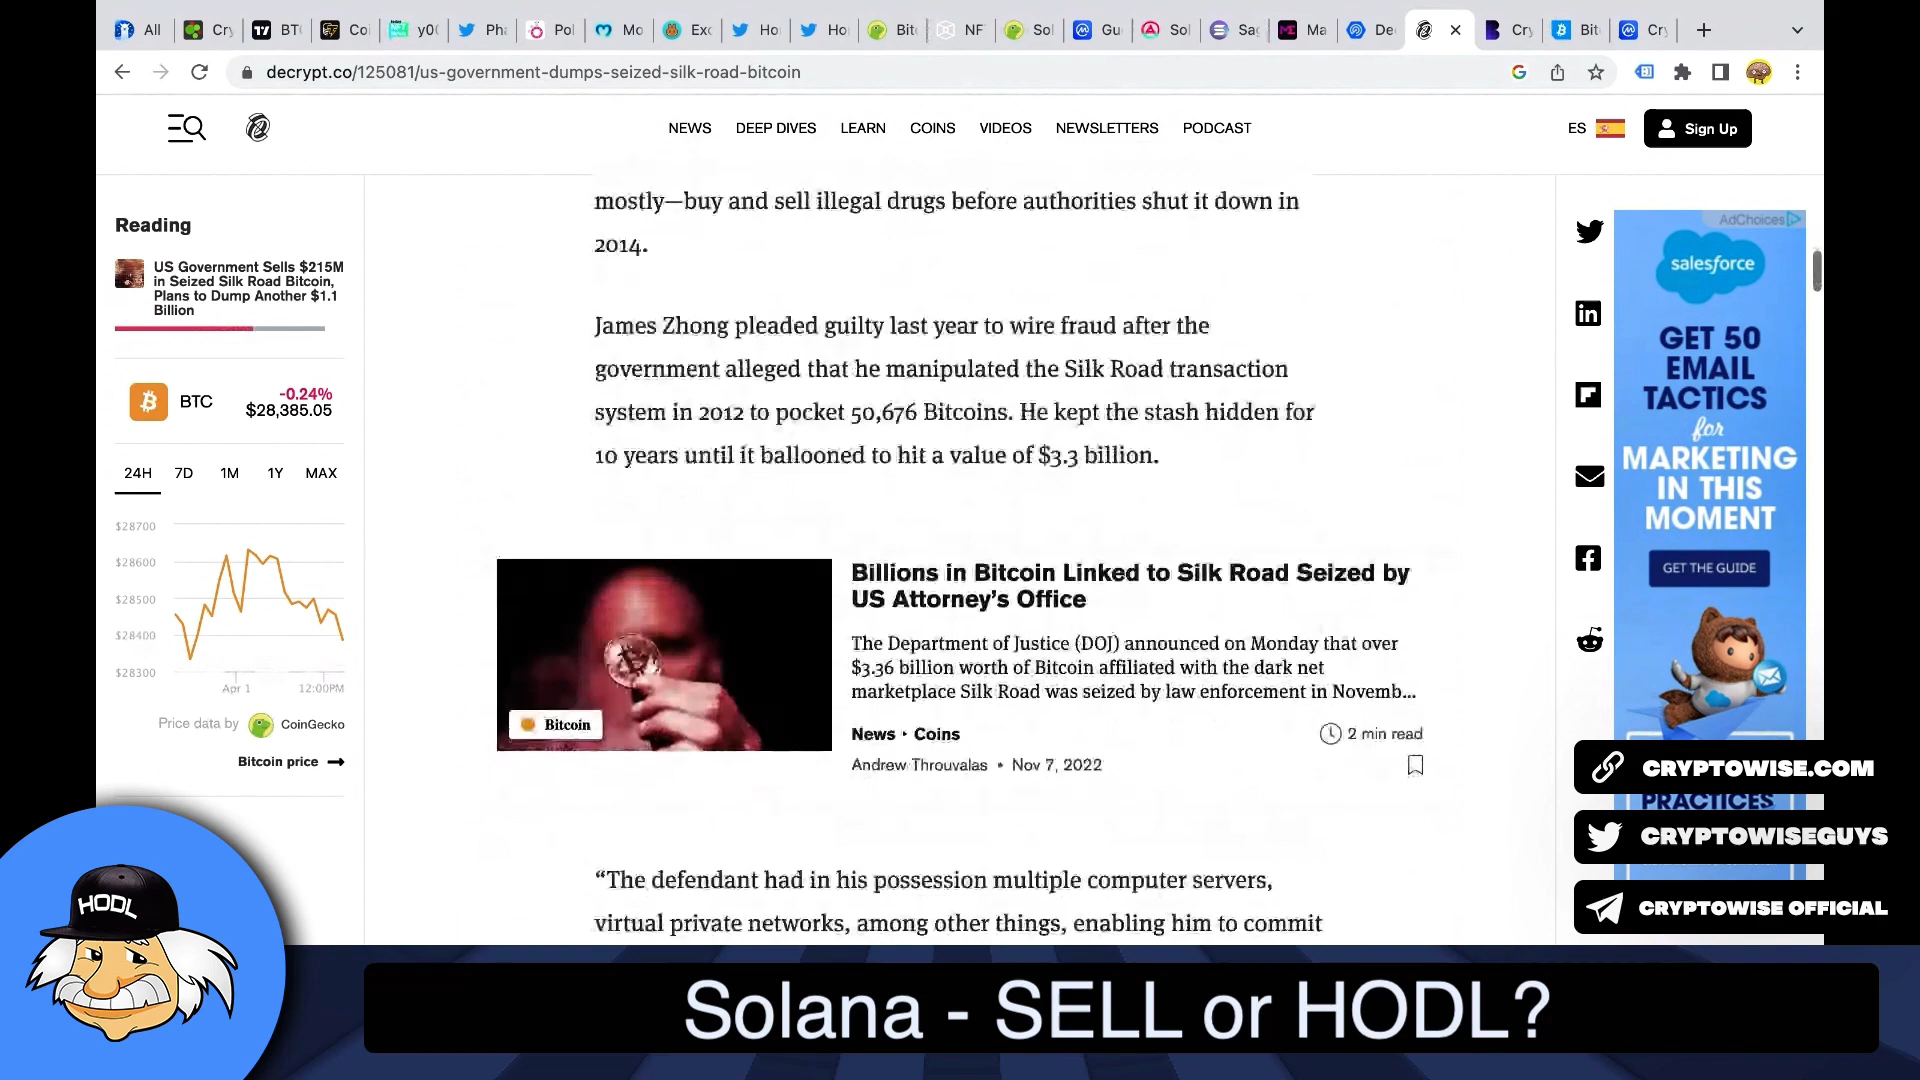 All
Cry
BTC
Coi
y0(
Pha
Pol
Mo
Exc
Ho
Ho
Bit
NF
Sol
Gu
Sol
Sag
Ma
De
Cry
Bit
Cry
decrypt.co/125081/us-government-dumps-seized-silk-road-bitcoin
NEWS DEEP DIVES LEARN COINS VIDEOS NEWSLETTERS PODCAST
ES
Sign Up
Reading
US Government Sells $215M
in Seized Silk Road Bitcoin,
Plans to Dump Another $1.1
Billion
BTC
-0.24%
$28,385.05
24H 7D 1M 1Y MAX
$28700
$28600
$28500
$28400
$28300
Apr 1 12:00PM
Price data by CoinGecko
Bitcoin price
mostly—buy and sell illegal drugs before authorities shut it down in
2014.
James Zhong pleaded guilty last year to wire fraud after the
government alleged that he manipulated the Silk Road transaction
system in 2012 to pocket 50,676 Bitcoins. He kept the stash hidden for
10 years until it ballooned to hit a value of $3.3 billion.
Bitcoin
Billions in Bitcoin Linked to Silk Road Seized by
US Attorney’s Office
The Department of Justice (DOJ) announced on Monday that over
$3.36 billion worth of Bitcoin affiliated with the dark net
marketplace Silk Road was seized by law enforcement in Novemb...
News • Coins
2 min read
Andrew Throuvalas • Nov 7, 2022
“The defendant had in his possession multiple computer servers,
virtual private networks, among other things, enabling him to commit
AdChoices
salesforce
GET 50
EMAIL
TACTICS
for
MARKETING
IN THIS
MOMENT
GET THE GUIDE
PRACTICES
CRYPTOWISE.COM
CRYPTOWISEGUYS
CRYPTOWISE OFFICIAL
HODL
Solana - SELL or HODL?